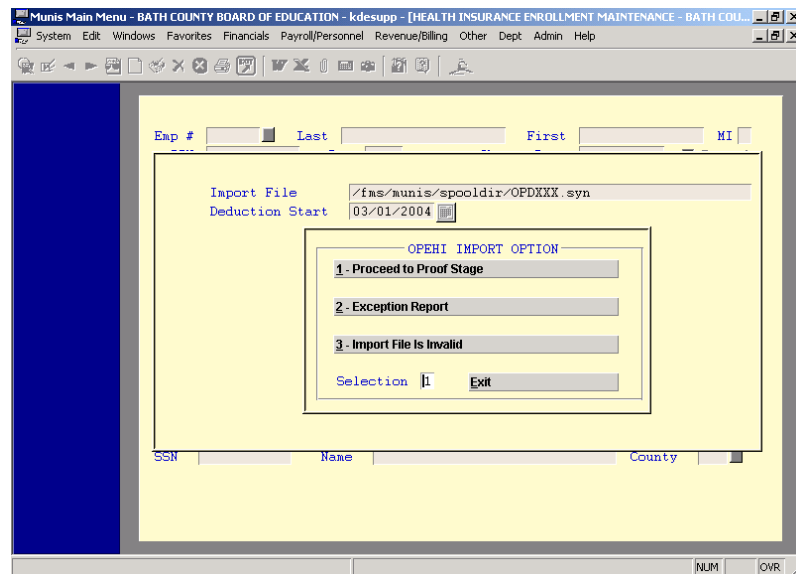 Munis Main Menu - BATH COUNTY BOARD OF EDUCATION - kdesupp - [HEALTH INSURANCE ENROLLMENT MAINTENANCE - BATH COU...
System Edit Windows Favorites Financials Payroll/Personnel Revenue/Billing Other Dept Admin Help
Emp # Last First MI
Import File /fms/munis/spooldir/OPDXXX.syn
Deduction Start 03/01/2004
OPEHI IMPORT OPTION
1 - Proceed to Proof Stage
2 - Exception Report
3 - Import File Is Invalid
Selection 1 Exit
SSN Name County
NUM OVR